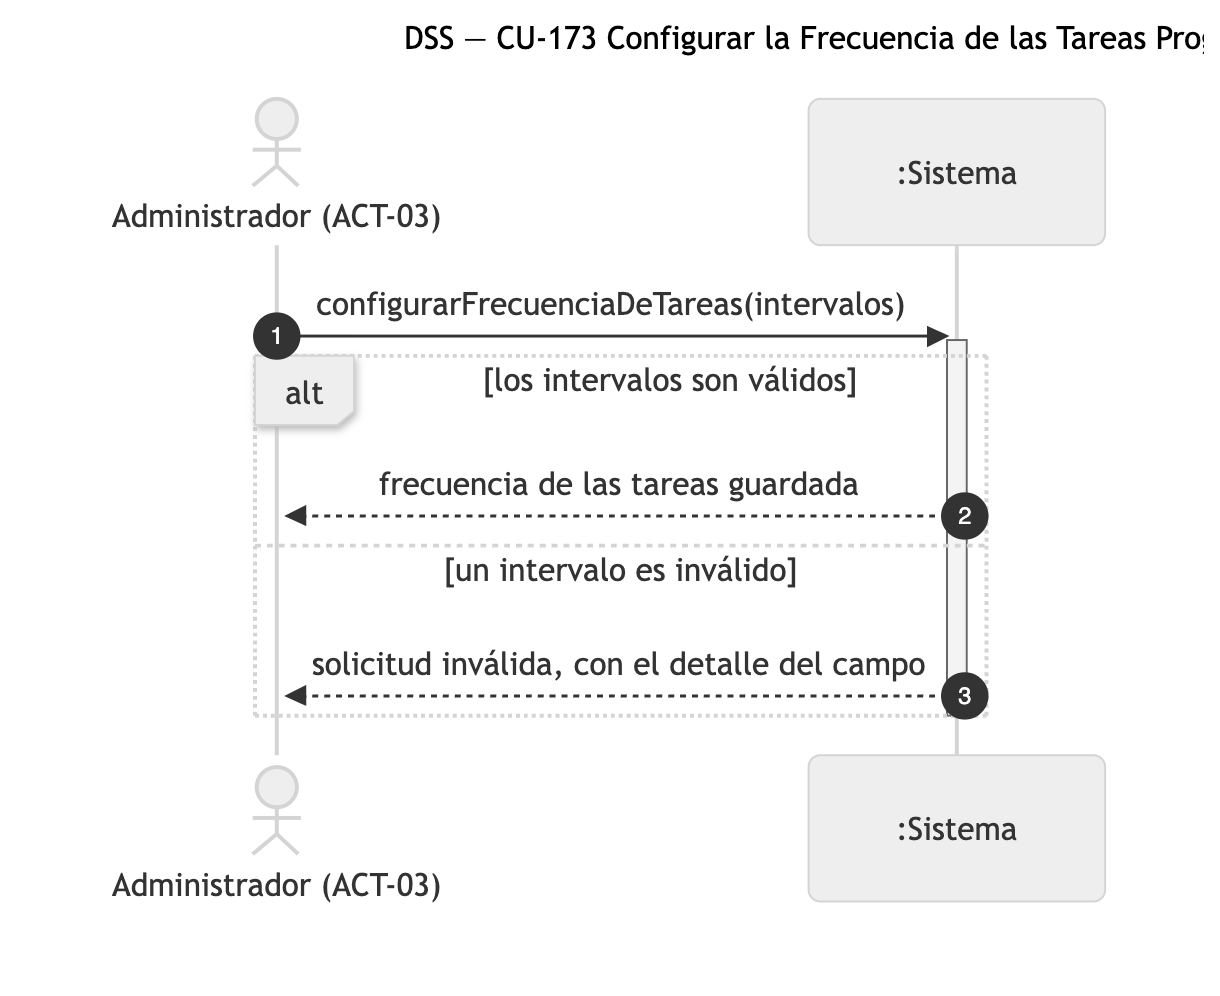 DSS — CU-173 Configurar la Frecuencia de las Tareas
Administrador (ACT-03)
:Sistema
configurarFrecuenciaDeTareas(intervalos)
1
alt
[los intervalos son válidos]
frecuencia de las tareas guardada
2
[un intervalo es inválido]
solicitud inválida, con el detalle del campo
3
Administrador (ACT-03)
:Sistema